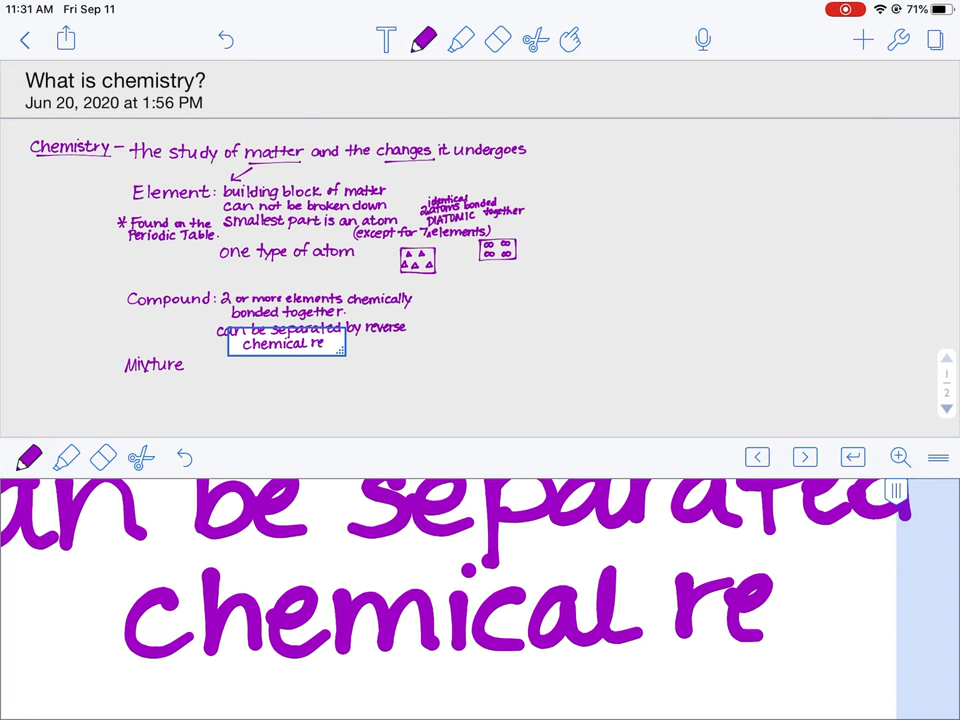 11:31 AM Fri Sep 11
71%
T
What is chemistry?
Jun 20, 2020 at 1:56 PM
Chemistry - the study of matter and the changes it undergoes
Element: building block of matter
can not be broken down
smallest part is an atom
* Found on the
Periodic Table.
(except for 7 elements)
identical
2 atoms bonded
DIATOMIC together
one type of atom
Compound: 2 or more elements chemically
bonded together.
can be separated by reverse
chemical re
Mixture
1
2
an be separated
chemical re